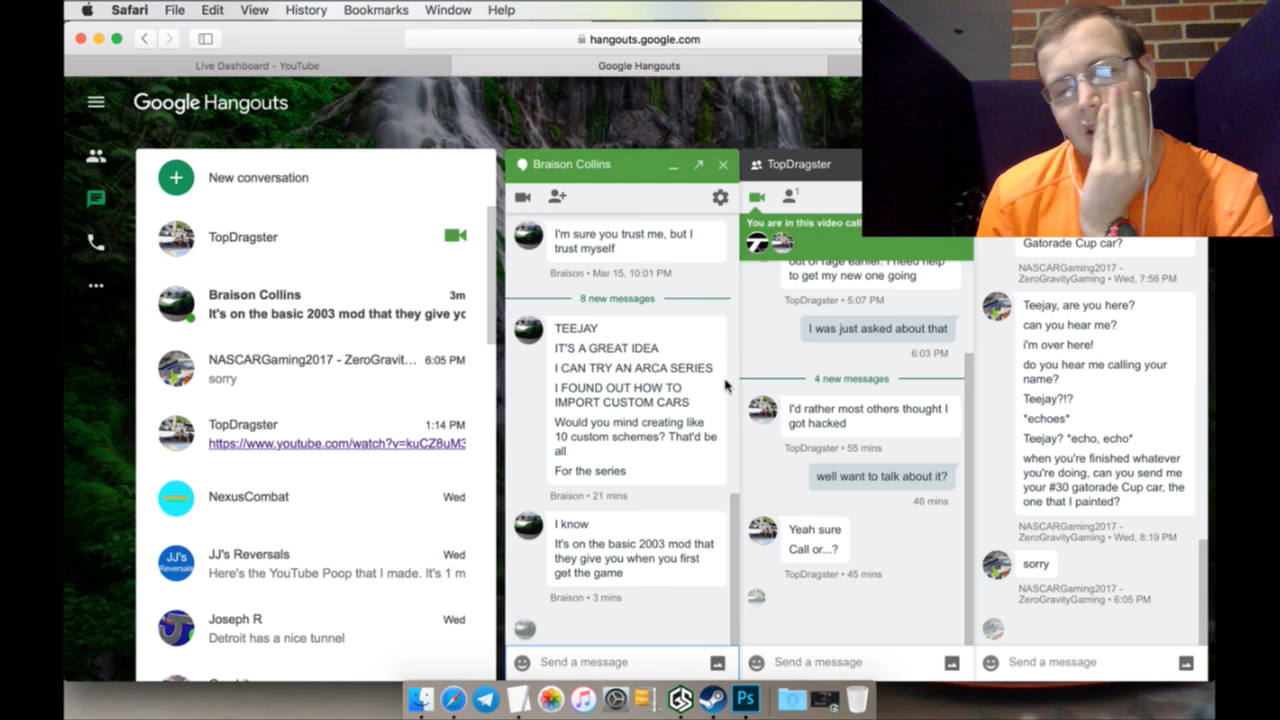 Safari File Edit View History Bookmarks Window Help
hangouts.google.com
Live Dashboard - YouTube
Google Hangouts
Google Hangouts
New conversation
TopDragster
Braison Collins 3m
It's on the basic 2003 mod that they give yc
NASCARGaming2017 - ZeroGravit... 6:05 PM
sorry
TopDragster 1:14 PM
https://www.youtube.com/watch?v=kuCZ8uM3
NexusCombat Wed
JJ's Reversals
JJ's Reversals Wed
Here's the YouTube Poop that I made. It's 1 m
Joseph R Wed
Detroit has a nice tunnel
Braison Collins
I'm sure you trust me, but I
trust myself
Braison • Mar 15, 10:01 PM
8 new messages
TEEJAY
IT'S A GREAT IDEA
I CAN TRY AN ARCA SERIES
I FOUND OUT HOW TO
IMPORT CUSTOM CARS
Would you mind creating like
10 custom schemes? That'd be
all
For the series
Braison • 21 mins
I know
It's on the basic 2003 mod that
they give you when you first
get the game
Braison • 3 mins
Send a message
TopDragster
1
You are in this video call
out of rage earlier. I need help
to get my new one going
TopDragster • 5:07 PM
I was just asked about that
6:03 PM
4 new messages
I'd rather most others thought I
got hacked
TopDragster • 55 mins
well want to talk about it?
46 mins
Yeah sure
Call or...?
TopDragster • 45 mins
Send a message
Gatorade Cup car?
NASCARGaming2017 -
ZeroGravityGaming • Wed, 7:56 PM
Teejay, are you here?
can you hear me?
i'm over here!
do you hear me calling your
name?
Teejay?!?
*echoes*
Teejay? *echo, echo*
when you're finished whatever
you're doing, can you send me
your #30 gatorade Cup car, the
one that I painted?
NASCARGaming2017 -
ZeroGravityGaming • Wed, 8:19 PM
sorry
NASCARGaming2017 -
ZeroGravityGaming • 6:05 PM
Send a message
Ps